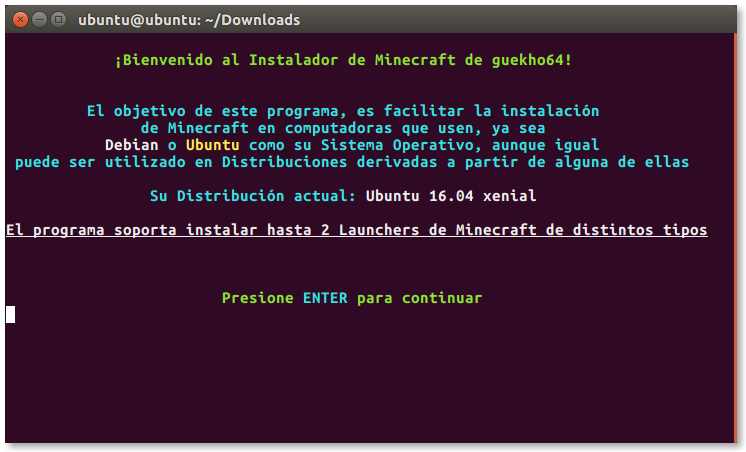 ubuntu@ubuntu: ~/Downloads
¡Bienvenido al Instalador de Minecraft de guekho64!
El objetivo de este programa, es facilitar la instalación
de Minecraft en computadoras que usen, ya sea
Debian o Ubuntu como su Sistema Operativo, aunque igual
puede ser utilizado en Distribuciones derivadas a partir de alguna de ellas
Su Distribución actual: Ubuntu 16.04 xenial
El programa soporta instalar hasta 2 Launchers de Minecraft de distintos tipos
Presione ENTER para continuar